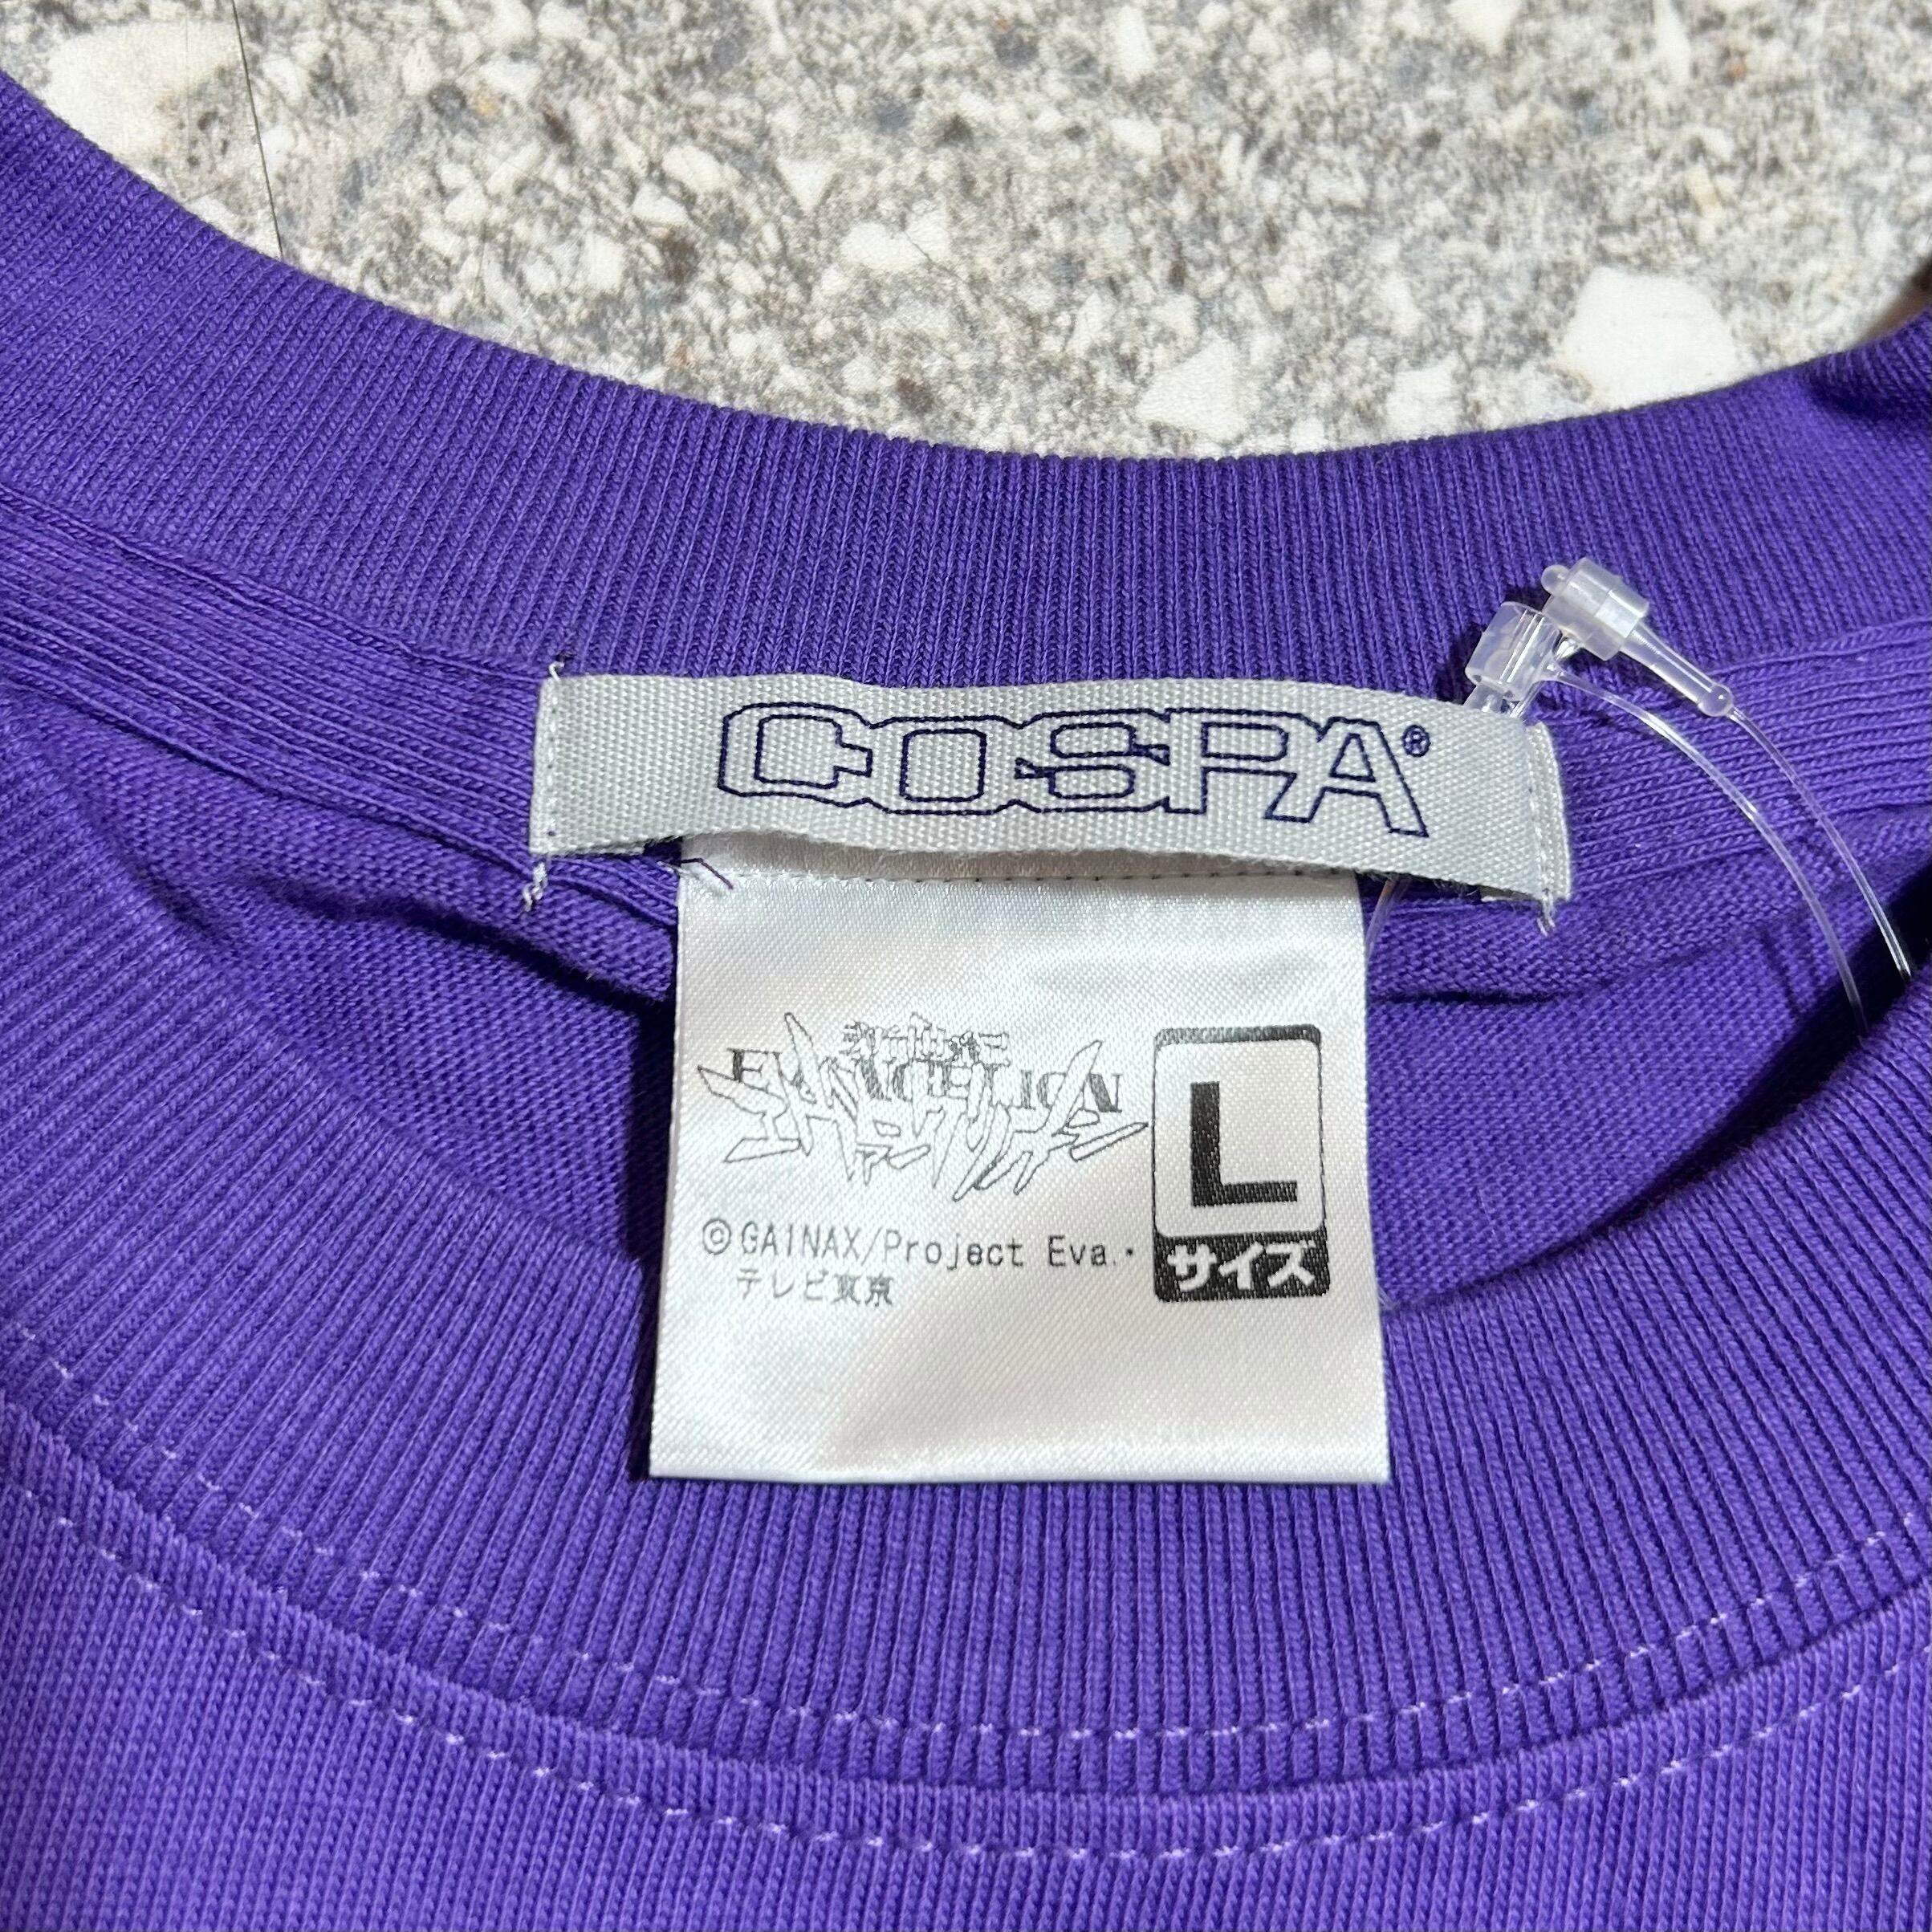 COSPA®
新世紀
EVANGELION
エヴァンゲリオン
L
サイズ
©GAINAX/Project Eva.・
テレビ東京